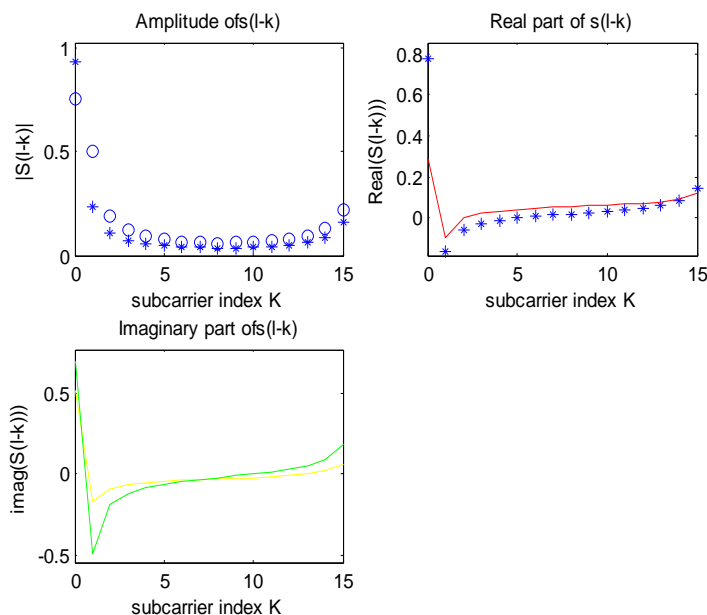 Amplitude ofs(l-k)
1
0.5
0
|S(l-k)|
0
5
10
15
subcarrier index K
Real part of s(l-k)
0.8
0.6
0.4
0.2
0
Real(S(l-k)))
0
5
10
15
subcarrier index K
Imaginary part ofs(l-k)
0.5
0
-0.5
imag(S(l-k)))
0
5
10
15
subcarrier index K